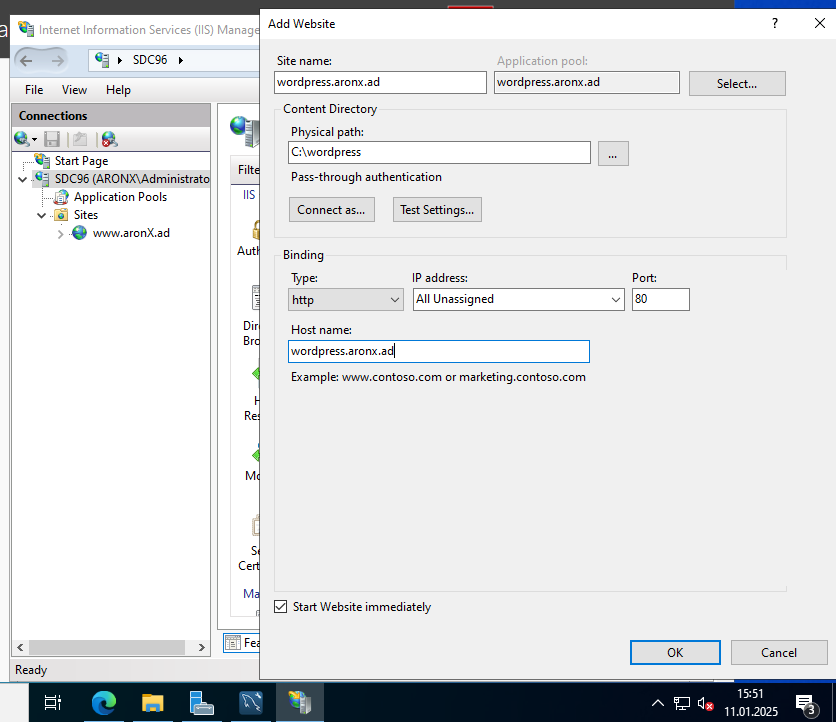 Internet Information Services (IIS) Manage
Add Website
?
SDC96
File View Help
Connections
Start Page
SDC96 (ARONX\Administrato
Application Pools
Sites
www.aronX.ad
Filte
IIS
Auth
Dir
Bro
H
Res
Mo
Se
Cert
Ma
Fea
Site name:
Application pool:
wordpress.aronx.ad
wordpress.aronx.ad
Select...
Content Directory
Physical path:
C:\wordpress
...
Pass-through authentication
Connect as...
Test Settings...
Binding
Type:
IP address:
Port:
http
All Unassigned
80
Host name:
wordpress.aronx.ad
Example: www.contoso.com or marketing.contoso.com
Start Website immediately
OK
Cancel
Ready
15:51
11.01.2025
3